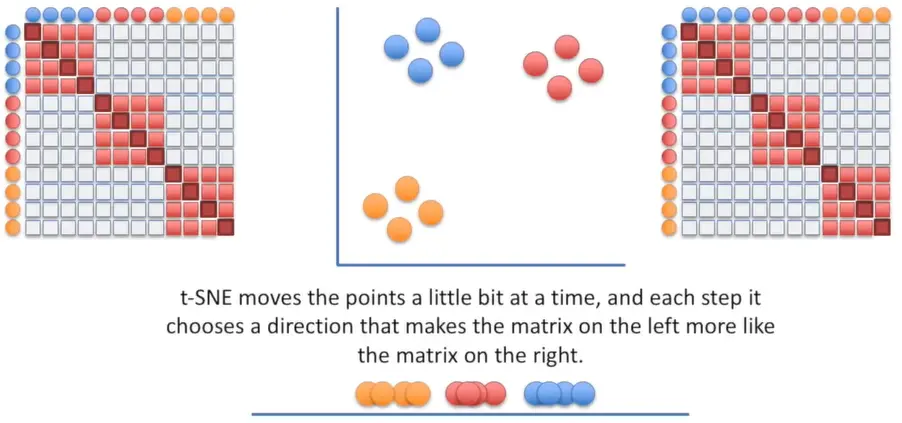 t-SNE moves the points a little bit at a time, and each step it
chooses a direction that makes the matrix on the left more like
the matrix on the right.